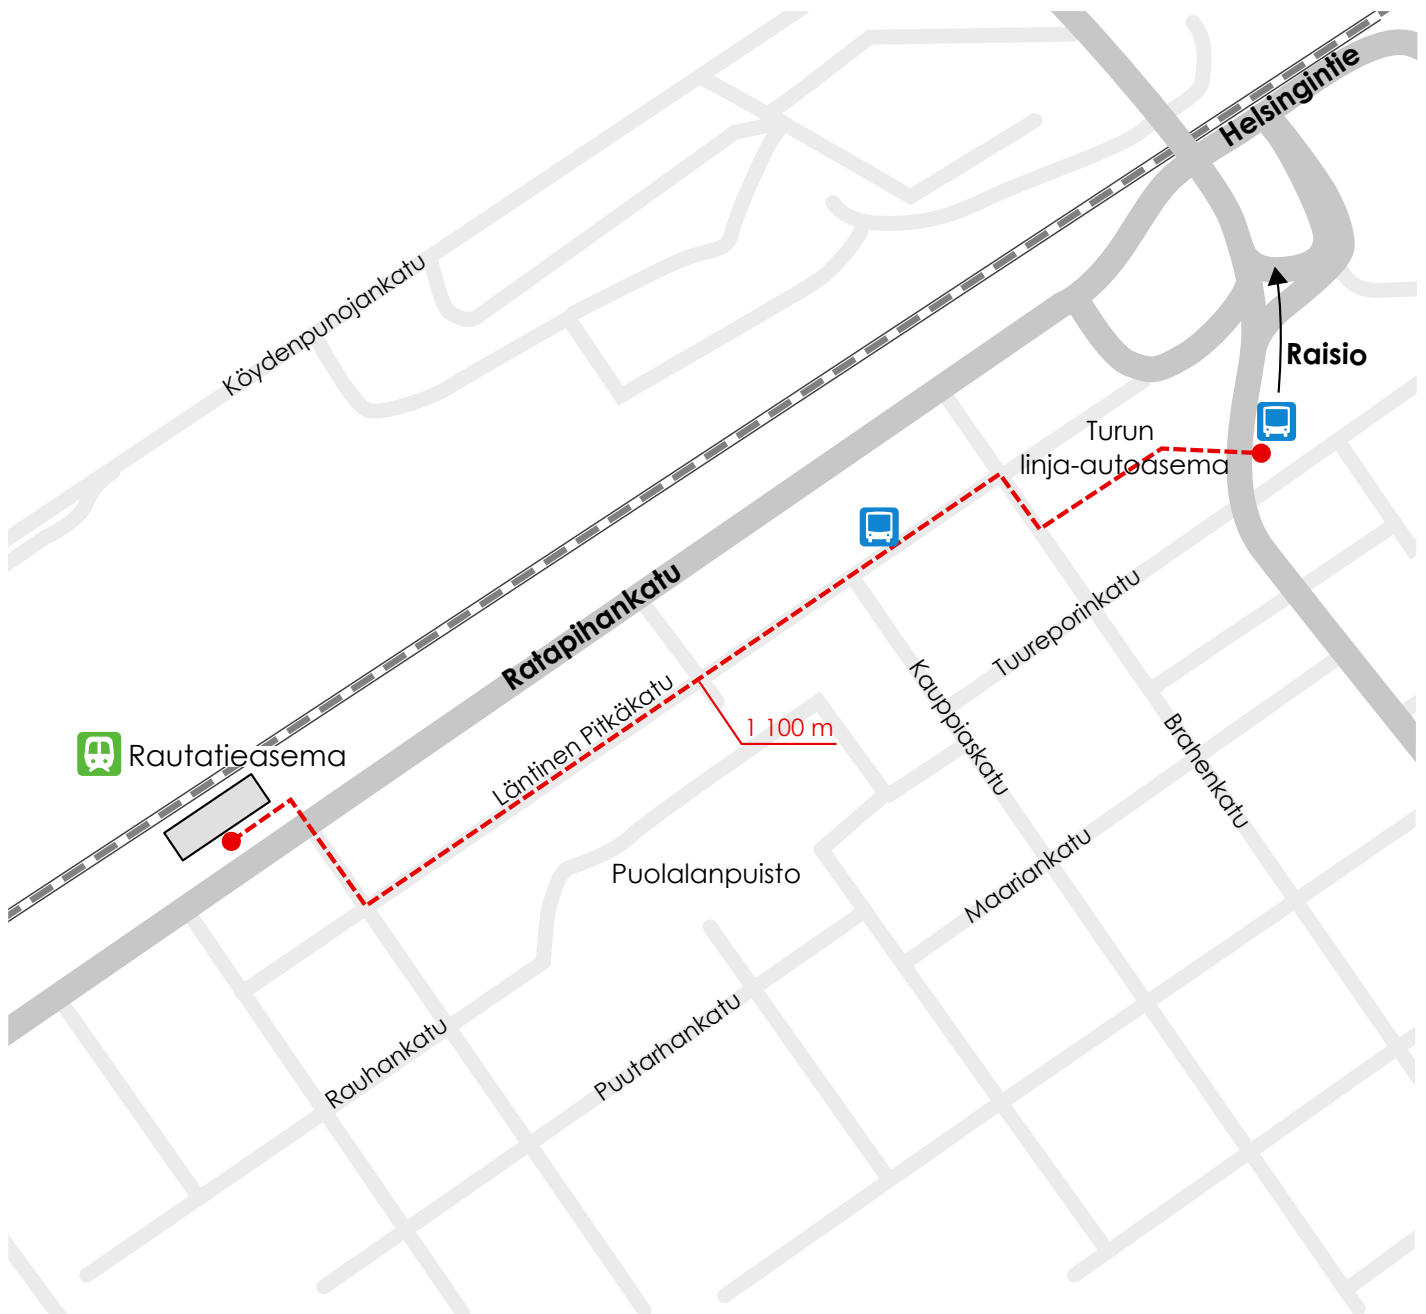 Helsingintie
Köydenpunojankatu
Raisio
Turun
linja-autoasema
Ratapihankatu
Tuureporinkatu
Läntinen Pitkäkatu
Kauppiaskatu
1 100 m
Brahenkatu
Rautatieasema
Puolalanpuisto
Maariankatu
Puutarhankatu
Rauhankatu